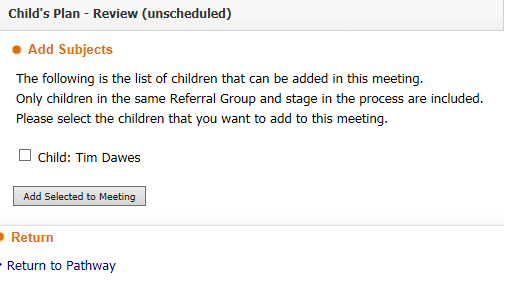 Child's Plan - Review (unscheduled)
Add Subjects
The following is the list of children that can be added in this meeting.
Only children in the same Referral Group and stage in the process are included.
Please select the children that you want to add to this meeting.
Child: Tim Dawes
Add Selected to Meeting
Return
Return to Pathway